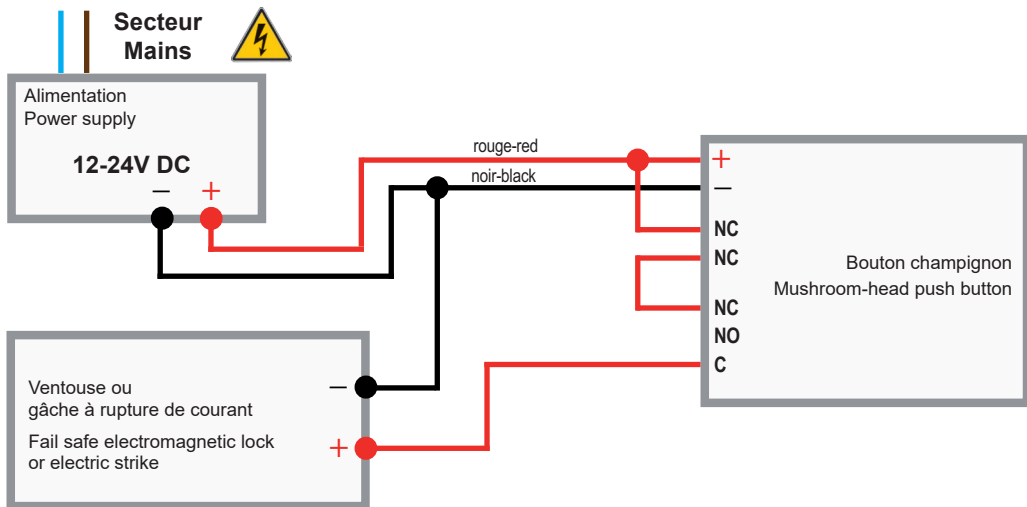 Secteur
Mains
Alimentation
Power supply
12-24V DC
− +
rouge-red
noir-black
+
−
NC
NC
NC
NO
C
Bouton champignon
Mushroom-head push button
Ventouse ou
gâche à rupture de courant
Fail safe electromagnetic lock
or electric strike
−
+